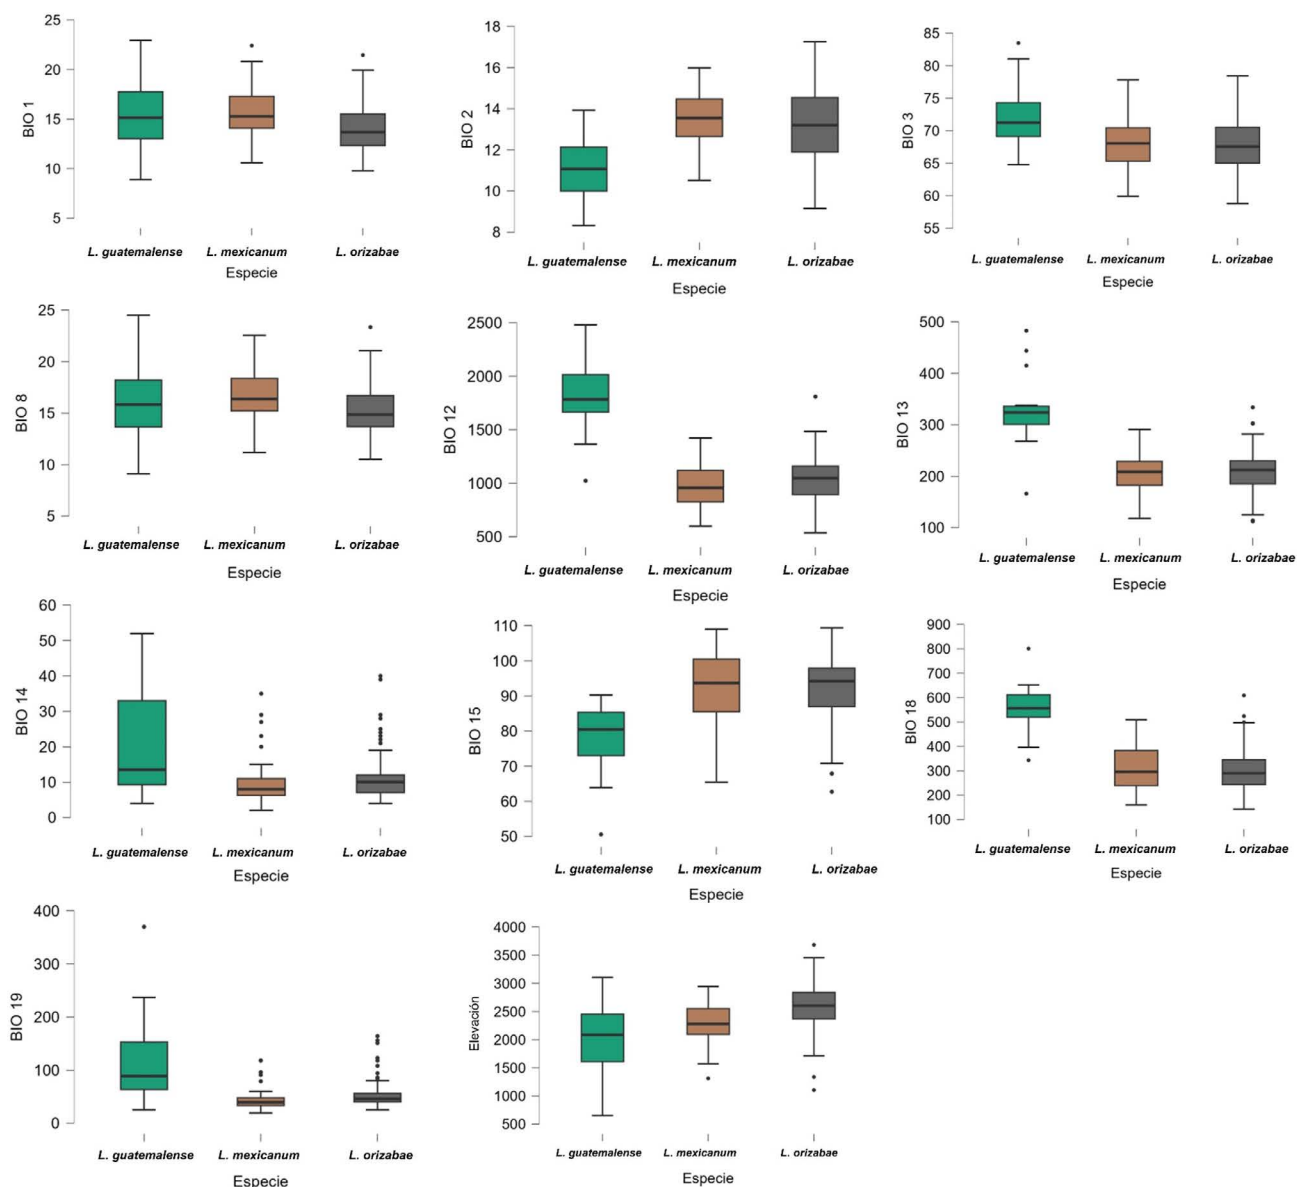 BIO 1
25
20
15
10
5
L. guatemalense L. mexicanum L. orizabae
Especie
BIO 2
18
16
14
12
10
8
L. guatemalense L. mexicanum L. orizabae
Especie
BIO 3
85
80
75
70
65
60
55
L. guatemalense L. mexicanum L. orizabae
Especie
BIO 8
25
20
15
10
5
L. guatemalense L. mexicanum L. orizabae
Especie
BIO 12
2500
2000
1500
1000
500
L. guatemalense L. mexicanum L. orizabae
Especie
BIO 13
500
400
300
200
100
L. guatemalense L. mexicanum L. orizabae
Especie
BIO 14
60
50
40
30
20
10
0
L. guatemalense L. mexicanum L. orizabae
Especie
BIO 15
110
100
90
80
70
60
50
L. guatemalense L. mexicanum L. orizabae
Especie
BIO 18
900
800
700
600
500
400
300
200
100
L. guatemalense L. mexicanum L. orizabae
Especie
BIO 19
400
300
200
100
0
L. guatemalense L. mexicanum L. orizabae
Especie
Elevación
4000
3500
3000
2500
2000
1500
1000
500
L. guatemalense L. mexicanum L. orizabae
Especie